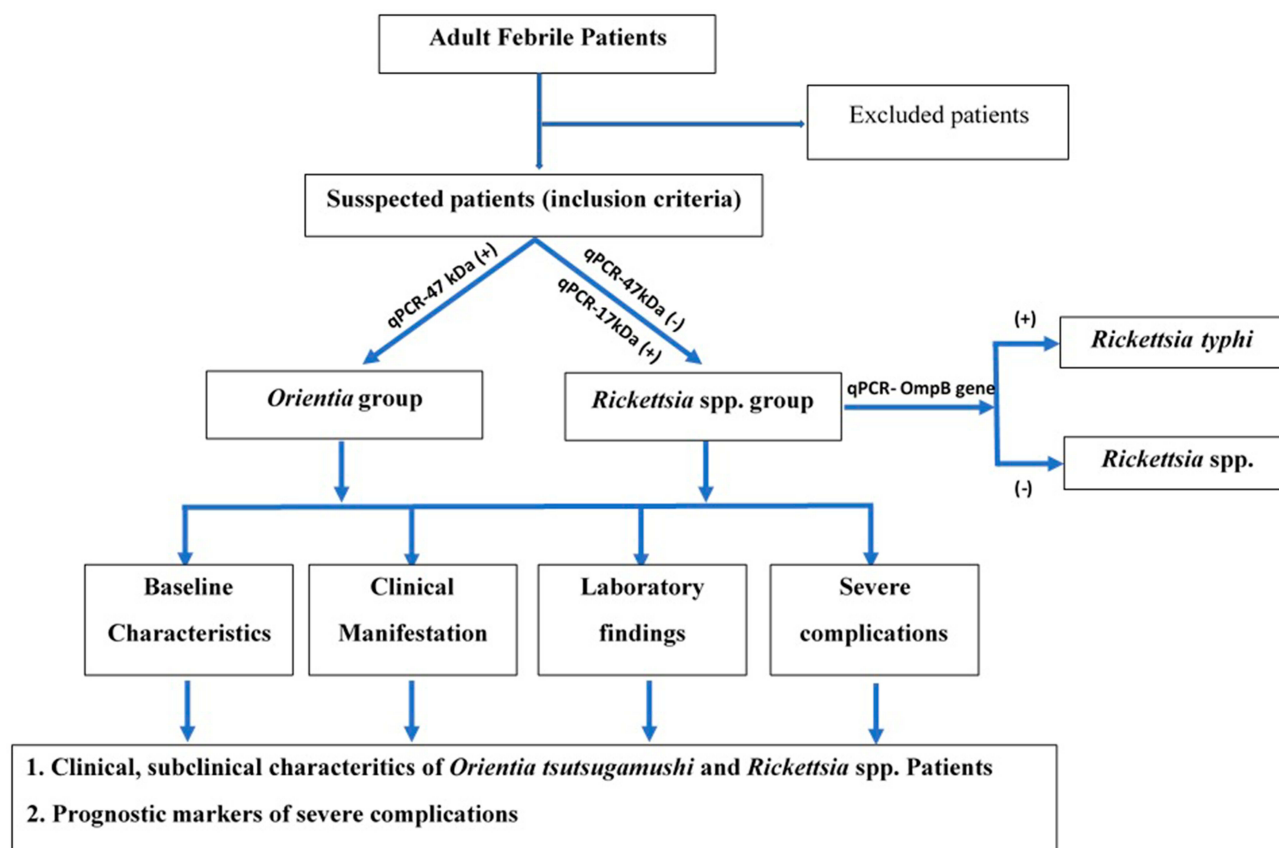 Adult Febrile Patients
Excluded patients
Susspected patients (inclusion criteria)
qPCR-47 kDa (+)
qPCR-47kDa (-)
qPCR-17kDa (+)
Orientia group
Rickettsia spp. group
qPCR- OmpB gene
(+)
Rickettsia typhi
Rickettsia spp.
(-)
Baseline
Characteristics
Clinical
Manifestation
Laboratory
findings
Severe
complications
1. Clinical, subclinical characteritics of Orientia tsutsugamushi and Rickettsia spp. Patients
2. Prognostic markers of severe complications